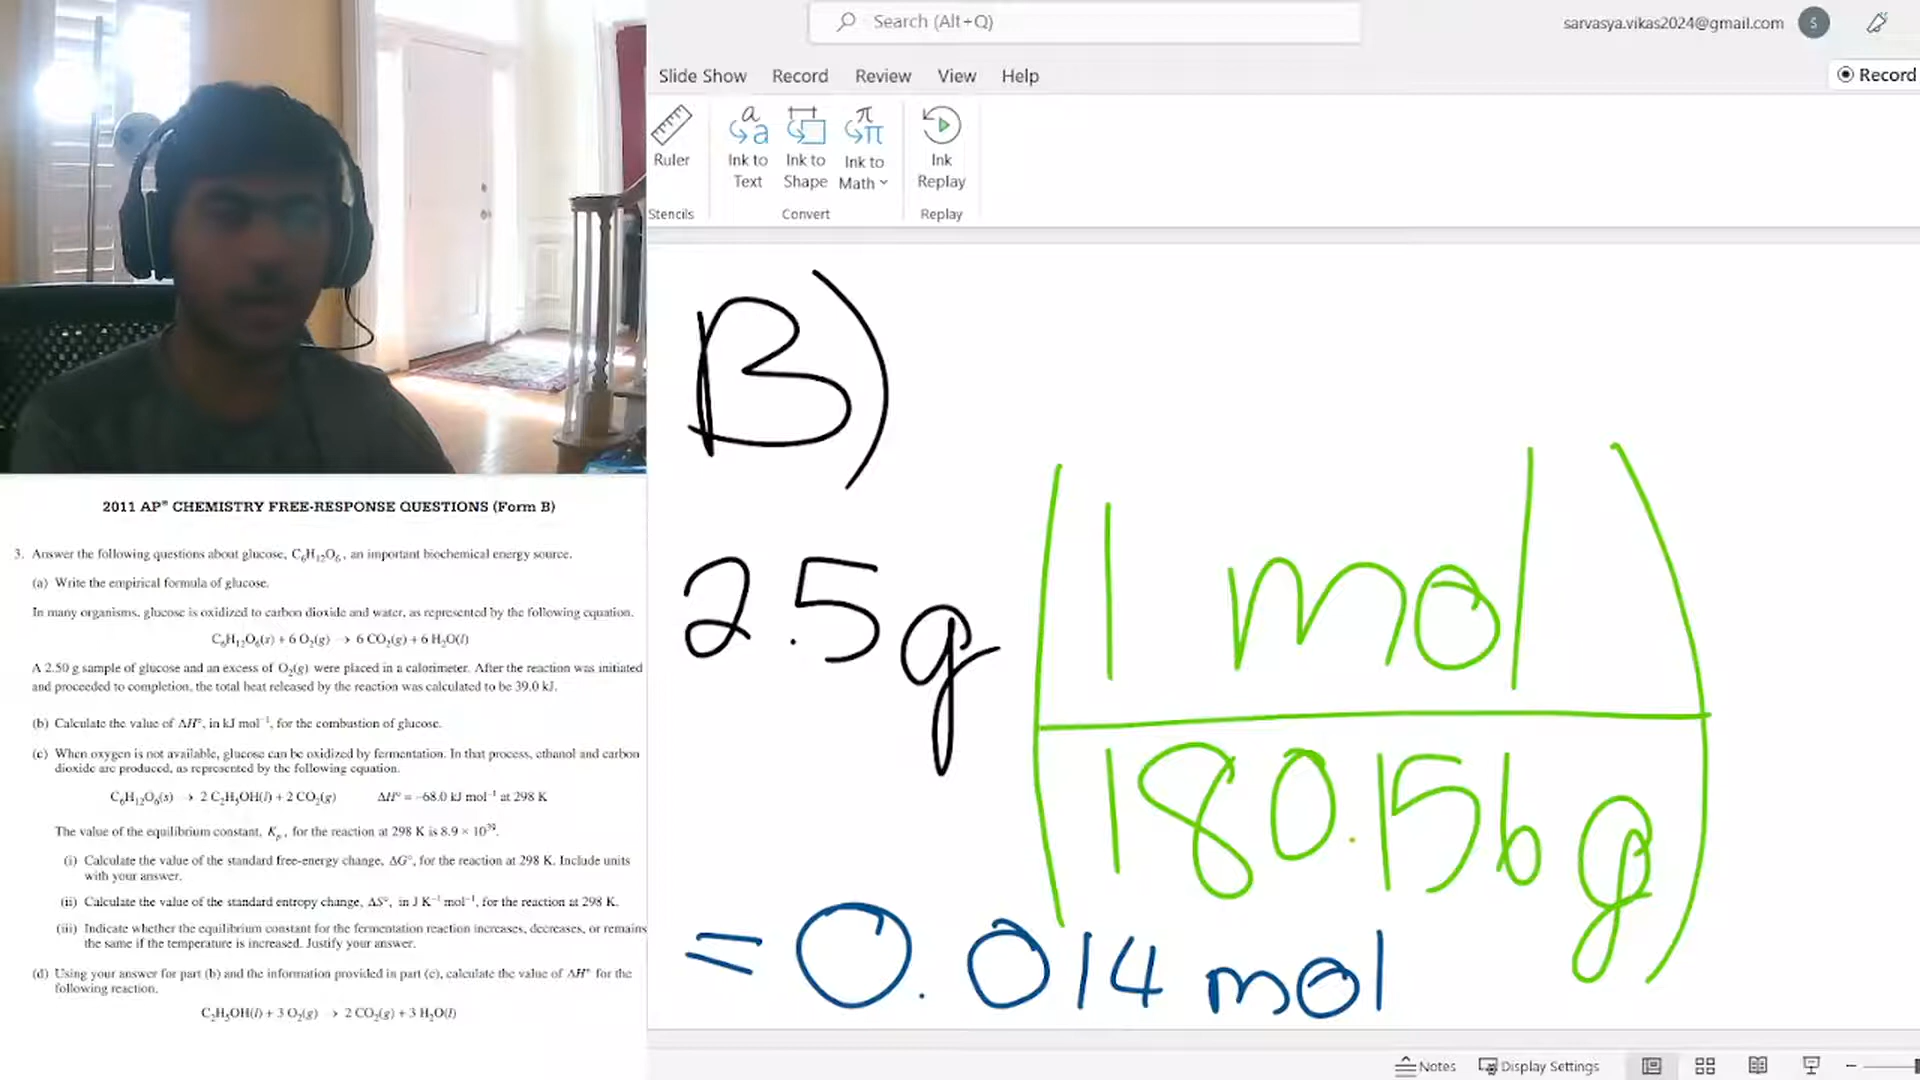 Search (Alt+Q)
sarvasya.vikas2024@gmail.com
S
Slide Show Record Review View Help
Record
Ruler
Ink to Text
Ink to Shape
Ink to Math
Ink Replay
Stencils
Convert
Replay
B)
2.5g (1 mol / 180.156 g)
= 0.014 mol
2011 AP® CHEMISTRY FREE-RESPONSE QUESTIONS (Form B)
3. Answer the following questions about glucose, C₆H₁₂O₆, an important biochemical energy source.
(a) Write the empirical formula of glucose.
In many organisms, glucose is oxidized to carbon dioxide and water, as represented by the following equation.
C₆H₁₂O₆(s) + 6 O₂(g) → 6 CO₂(g) + 6 H₂O(l)
A 2.50 g sample of glucose and an excess of O₂(g) were placed in a calorimeter. After the reaction was initiated
and proceeded to completion, the total heat released by the reaction was calculated to be 39.0 kJ.
(b) Calculate the value of ΔH°, in kJ mol⁻¹, for the combustion of glucose.
(c) When oxygen is not available, glucose can be oxidized by fermentation. In that process, ethanol and carbon
dioxide are produced, as represented by the following equation.
C₆H₁₂O₆(s) → 2 C₂H₅OH(l) + 2 CO₂(g) ΔH° = −68.0 kJ mol⁻¹ at 298 K
The value of the equilibrium constant, Kₚ, for the reaction at 298 K is 8.9 × 10³⁹.
(i) Calculate the value of the standard free-energy change, ΔG°, for the reaction at 298 K. Include units
with your answer.
(ii) Calculate the value of the standard entropy change, ΔS°, in J K⁻¹ mol⁻¹, for the reaction at 298 K.
(iii) Indicate whether the equilibrium constant for the fermentation reaction increases, decreases, or remains
the same if the temperature is increased. Justify your answer.
(d) Using your answer for part (b) and the information provided in part (c), calculate the value of ΔH° for the
following reaction.
C₂H₅OH(l) + 3 O₂(g) → 2 CO₂(g) + 3 H₂O(l)
Notes Display Settings